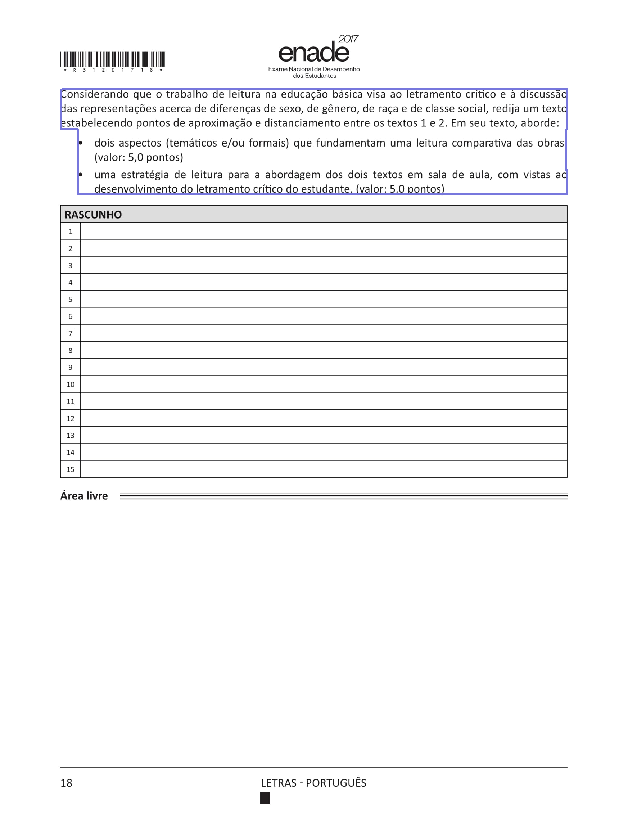 *R3120171 8*
2017
enade
Exame Nacional de Desempenho
dos Estudantes
Considerando que o trabalho de leitura na educação básica visa ao letramento crítico e à discussão
das representações acerca de diferenças de sexo, de gênero, de raça e de classe social, redija um texto
estabelecendo pontos de aproximação e distanciamento entre os textos 1 e 2. Em seu texto, aborde:
• dois aspectos (temáticos e/ou formais) que fundamentam uma leitura comparativa das obras
(valor: 5,0 pontos)
• uma estratégia de leitura para a abordagem dos dois textos em sala de aula, com vistas ao
desenvolvimento do letramento crítico do estudante. (valor: 5,0 pontos)
RASCUNHO
1
2
3
4
5
6
7
8
9
10
11
12
13
14
15
Área livre
18
LETRAS - PORTUGUÊS